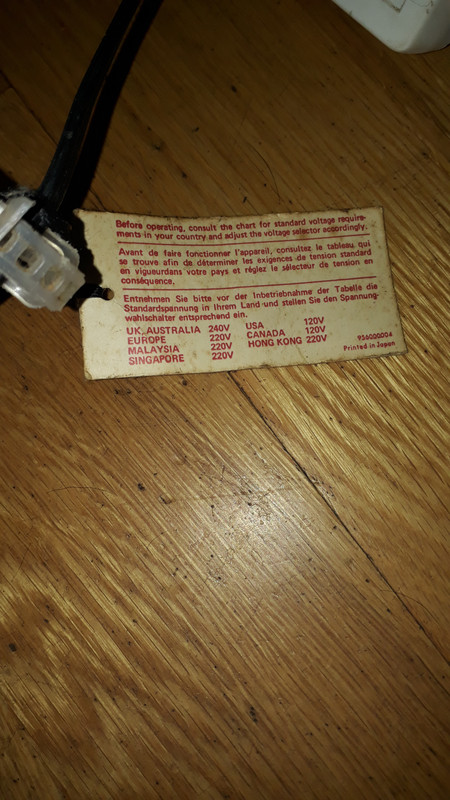 Before operating, consult the chart for standard voltage require-
ments in your country and adjust the voltage selector accordingly.
Avant de faire fonctionner l'appareil, consultez le tableau qui
se trouve afin de déterminer les exigences de tension standard
en vigueurdans votre pays et réglez le sélecteur de tension en
conséquence.
Entnehmen Sie bitte vor der Inbetriebnahme der Tabelle die
Standardspannung in Ihrem Land und stellen Sie den Spannung-
wahlschalter entsprechend ein.
UK, AUSTRALIA 240V USA 120V
EUROPE 220V CANADA 120V
MALAYSIA 220V HONG KONG 220V
SINGAPORE 220V
936000004
Printed in Japan